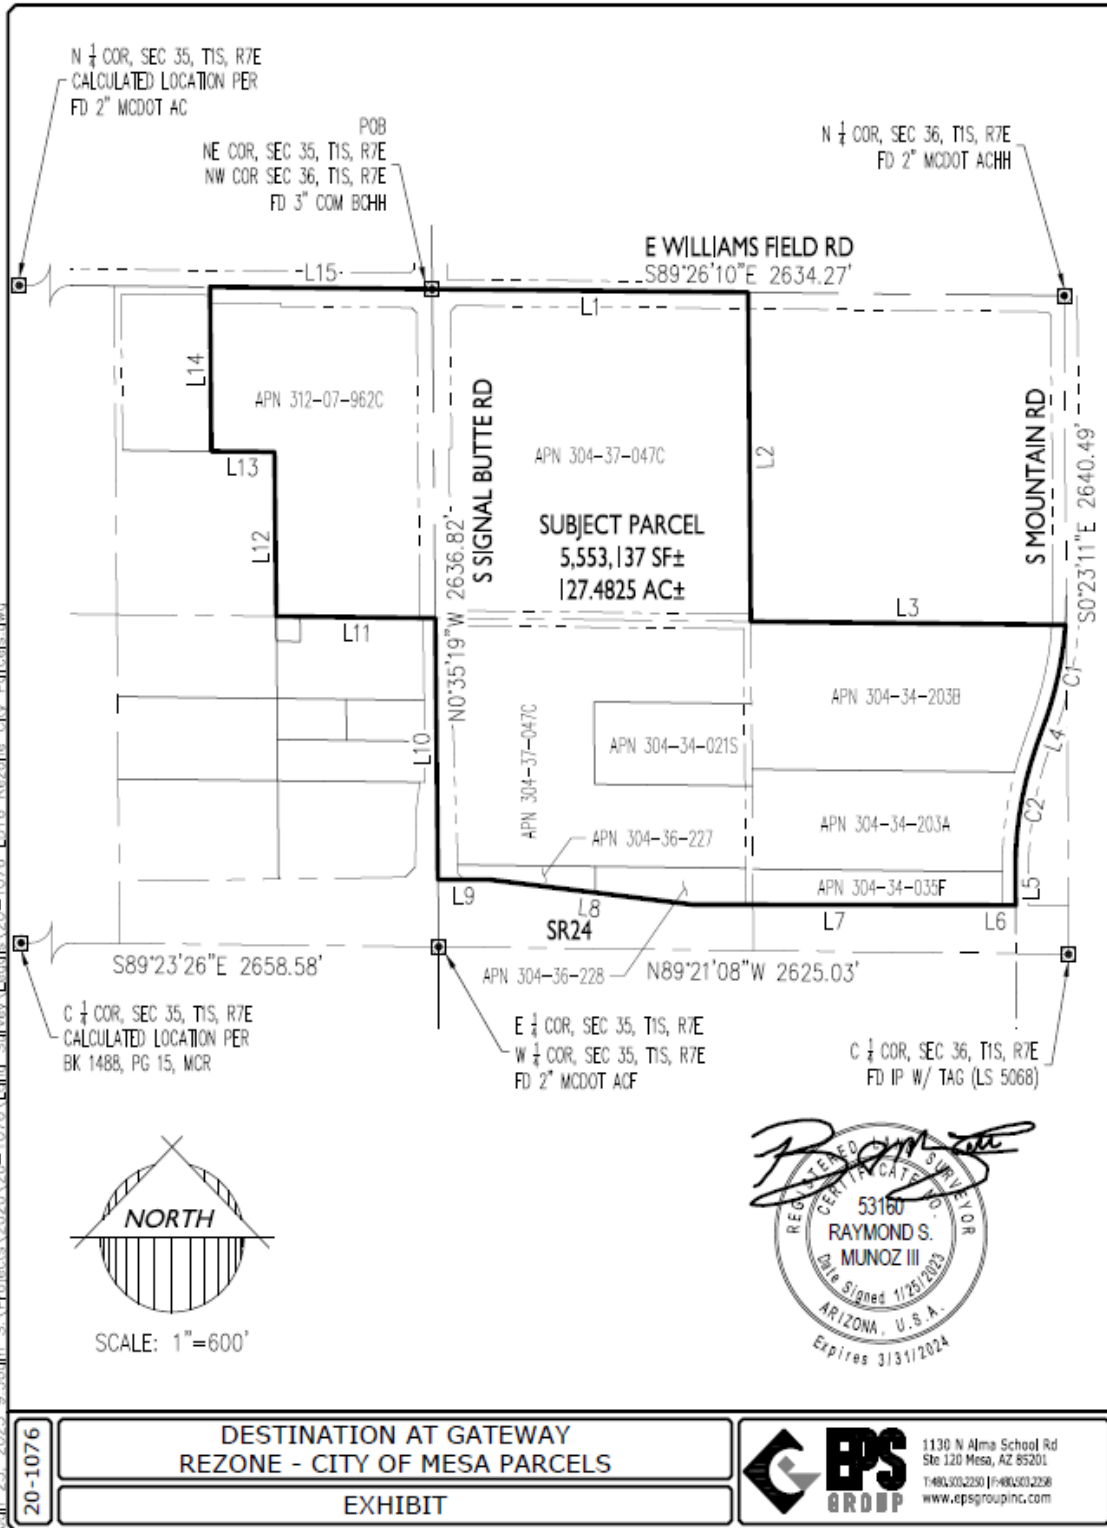 N 1/4 COR, SEC 35, T1S, R7E
CALCULATED LOCATION PER
FD 2" MCDOT AC
POB
NE COR, SEC 35, T1S, R7E
NW COR SEC 36, T1S, R7E
FD 3" COM BCHH
N 1/4 COR, SEC 36, T1S, R7E
FD 2" MCDOT ACHH
E WILLIAMS FIELD RD
S89°26'10"E 2634.27'
L15
L1
L14
APN 312-07-962C
L13
S SIGNAL BUTTE RD
APN 304-37-047C
L2
S MOUNTAIN RD
S0°23'11"E 2640.49'
SUBJECT PARCEL
5,553,137 SF±
127.4825 AC±
L12
N0°35'19"W 2636.82'
L11
L3
C1
APN 304-34-203B
L10
APN 304-37-047C
APN 304-34-021S
L4
C2
APN 304-36-227
APN 304-34-203A
L9
L8
APN 304-34-035F
L5
L7
L6
SR24
S89°23'26"E 2658.58'
APN 304-36-228
N89°21'08"W 2625.03'
C 1/4 COR, SEC 35, T1S, R7E
CALCULATED LOCATION PER
BK 1488, PG 15, MCR
E 1/4 COR, SEC 35, T1S, R7E
W 1/4 COR, SEC 35, T1S, R7E
FD 2" MCDOT ACF
C 1/4 COR, SEC 36, T1S, R7E
FD IP W/ TAG (LS 5068)
NORTH
SCALE: 1"=600'
REGISTERED LAND SURVEYOR
CERTIFICATE NO.
53160
RAYMOND S.
MUNOZ III
Date Signed 1/25/2023
ARIZONA, U.S.A.
Expires 3/31/2024
20-1076
DESTINATION AT GATEWAY
REZONE - CITY OF MESA PARCELS
EXHIBIT
EPS
GROUP
1130 N Alma School Rd
Ste 120 Mesa, AZ 85201
T:480.503.2250 | F:480.503.2258
www.epsgroupinc.com